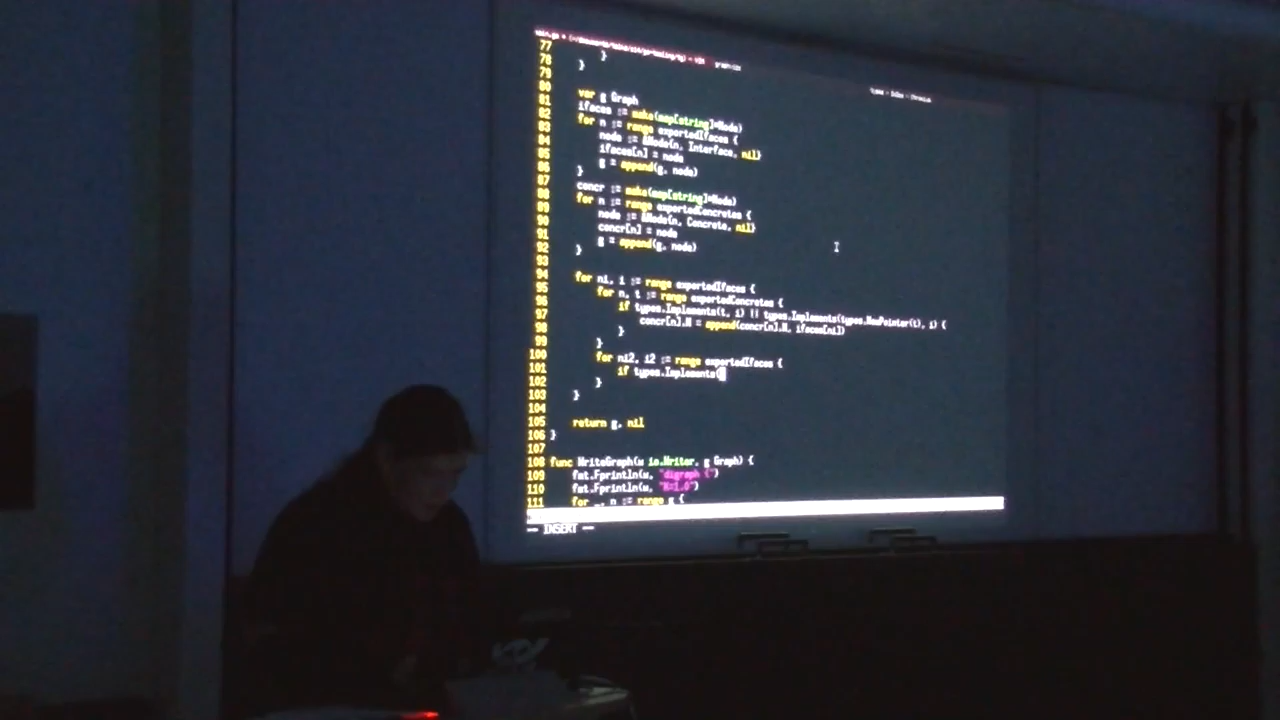 77         }
78     }
79
80     var g Graph
81     ifaces := make(map[string]*Node)
82     for n := range exportedIfaces {
83         node := &Node{n, Interface, nil}
84         ifaces[n] = node
85         g = append(g, node)
86     }
87     concr := make(map[string]*Node)
88     for n := range exportedConcretes {
89         node := &Node{n, Concrete, nil}
90         concr[n] = node
91         g = append(g, node)
92     }
93
94     for ni, i := range exportedIfaces {
95         for n, t := range exportedConcretes {
96             if types.Implements(t, i) || types.Implements(types.NewPointer(t), i) {
97                 concr[n].N = append(concr[n].N, ifaces[ni])
98             }
99         }
100         for ni2, i2 := range exportedIfaces {
101             if types.Implements(
102         }
103     }
104
105     return g, nil
106 }
107
108 func WriteGraph(w io.Writer, g Graph) {
109     fmt.Fprintln(w, "digraph {")
110     fmt.Fprintln(w, "K=1.0")
111     for _, n := range g {
-- INSERT --